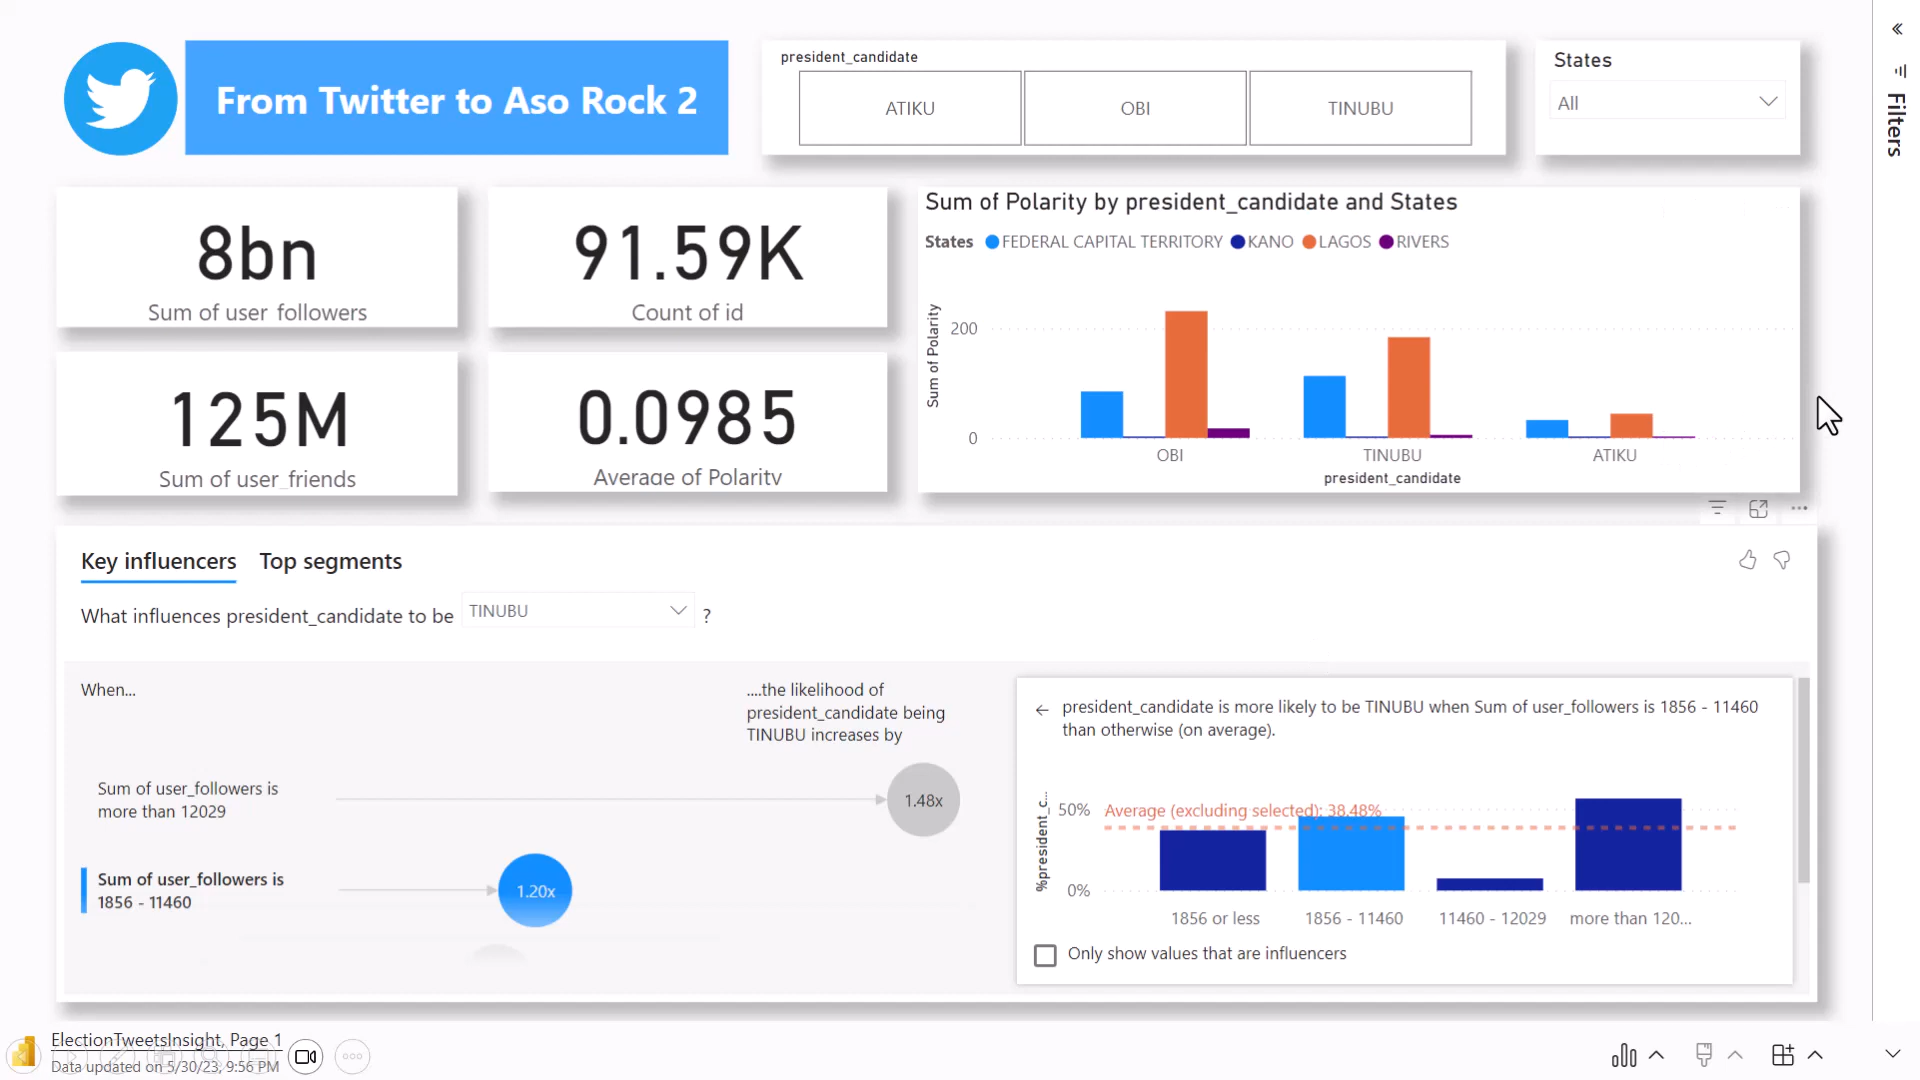 From Twitter to Aso Rock 2
president_candidate
ATIKU
OBI
TINUBU
States
All
Filters
8bn
Sum of user_followers
91.59K
Count of id
125M
Sum of user_friends
0.0985
Average of Polarity
Sum of Polarity by president_candidate and States
States FEDERAL CAPITAL TERRITORY KANO LAGOS RIVERS
Sum of Polarity
200
0
OBI
TINUBU
ATIKU
president_candidate
Key influencers Top segments
What influences president_candidate to be TINUBU ?
When...
....the likelihood of
president_candidate being
TINUBU increases by
Sum of user_followers is
more than 12029
1.48x
Sum of user_followers is
1856 - 11460
1.20x
president_candidate is more likely to be TINUBU when Sum of user_followers is 1856 - 11460
than otherwise (on average).
%president_c...
50%
0%
Average (excluding selected): 38.48%
1856 or less
1856 - 11460
11460 - 12029
more than 120...
Only show values that are influencers
ElectionTweetsInsight, Page 1
Data updated on 5/30/23, 9:56 PM